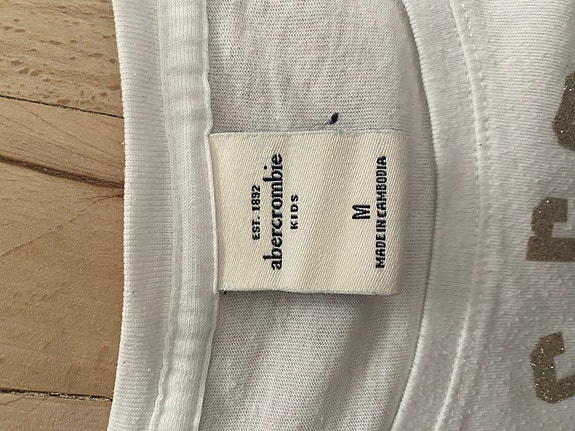 EST. 1892
abercrombie
KIDS
M
MADE IN CAMBODIA